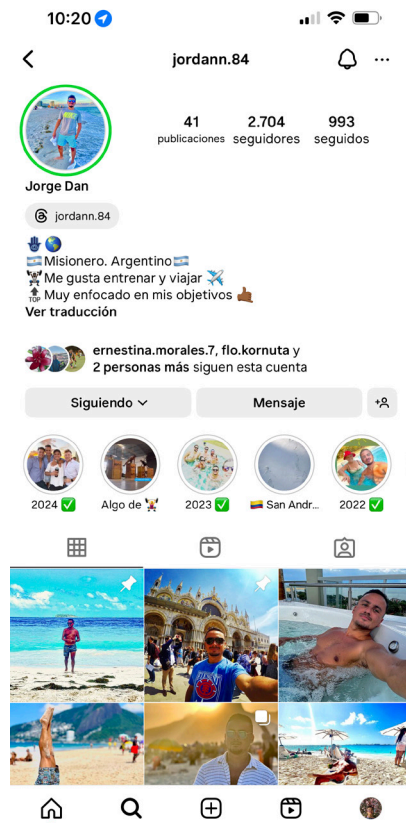 10:20
jordann.84
41
publicaciones
2.704
seguidores
993
seguidos
Jorge Dan
jordann.84
Misionero. Argentino
Me gusta entrenar y viajar
TOP Muy enfocado en mis objetivos
Ver traducción
ernestina.morales.7, flo.kornuta y
2 personas más siguen esta cuenta
Siguiendo
Mensaje
2024
Algo de
2023
San Andr...
2022